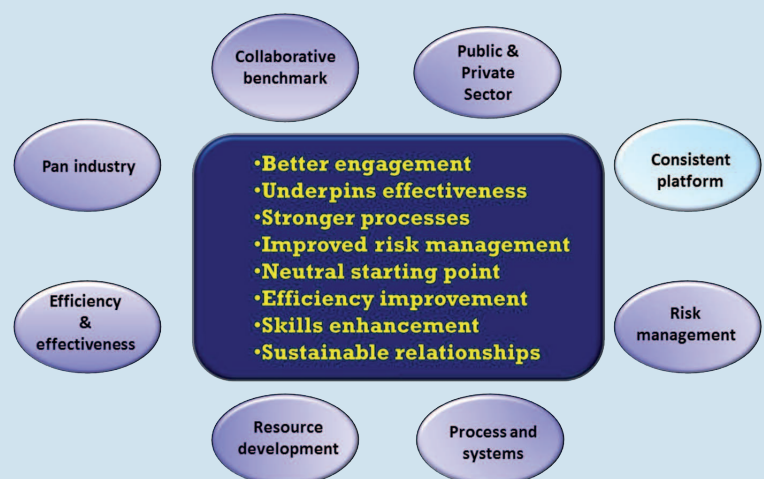 Collaborative
benchmark
Public &
Private
Sector
Pan industry
Consistent
platform
•Better engagement
•Underpins effectiveness
•Stronger processes
•Improved risk management
•Neutral starting point
•Efficiency improvement
•Skills enhancement
•Sustainable relationships
Efficiency
&
effectiveness
Risk
management
Resource
development
Process and
systems